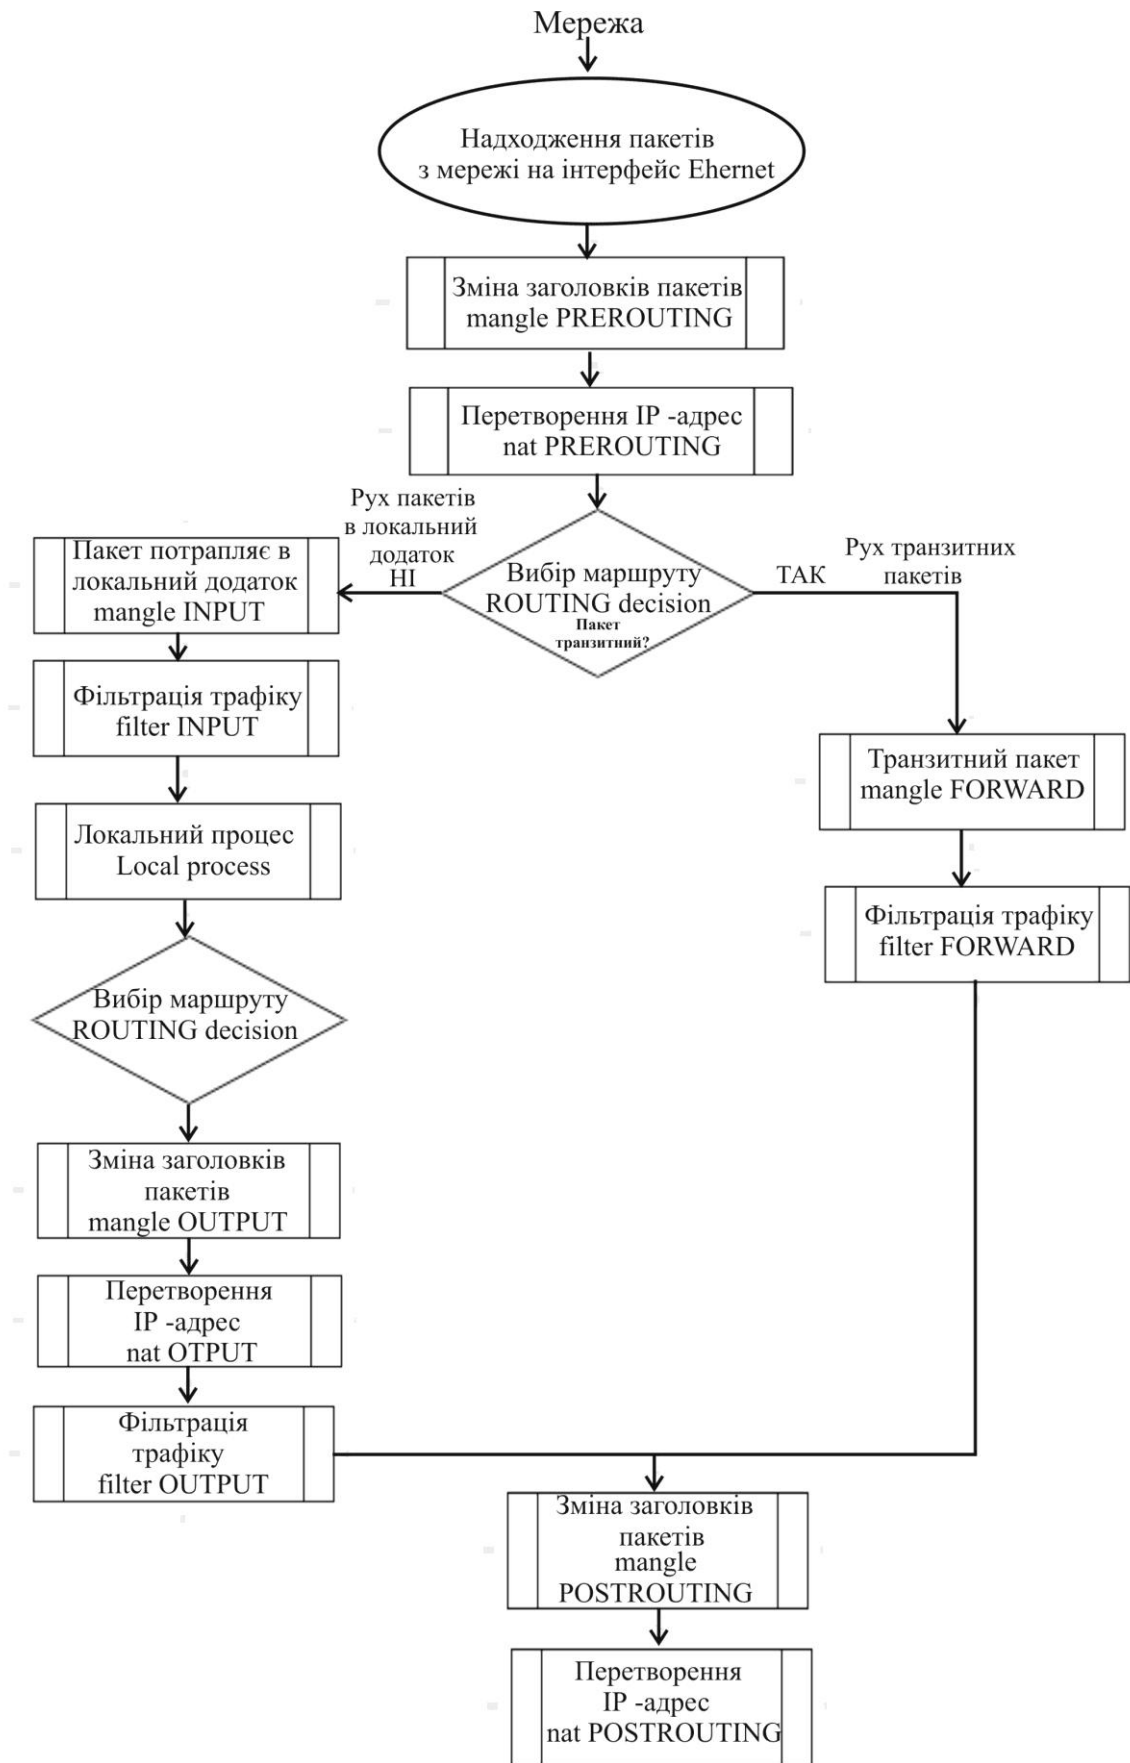 Мережа
Надходження пакетів
з мережі на інтерфейс Ehernet
Зміна заголовків пакетів
mangle PREROUTING
Перетворення IP -адрес
nat PREROUTING
Рух пакетів
в локальний
додаток
НІ
Вибір маршруту
ROUTING decision
Пакет
транзитний?
ТАК
Рух транзитних
пакетів
Пакет потрапляє в
локальний додаток
mangle INPUT
Фільтрація трафіку
filter INPUT
Локальний процес
Local process
Вибір маршруту
ROUTING decision
Зміна заголовків
пакетів
mangle OUTPUT
Перетворення
IP -адрес
nat OTPUT
Фільтрація
трафіку
filter OUTPUT
Транзитний пакет
mangle FORWARD
Фільтрація трафіку
filter FORWARD
Зміна заголовків
пакетів
mangle
POSTROUTING
Перетворення
IP -адрес
nat POSTROUTING